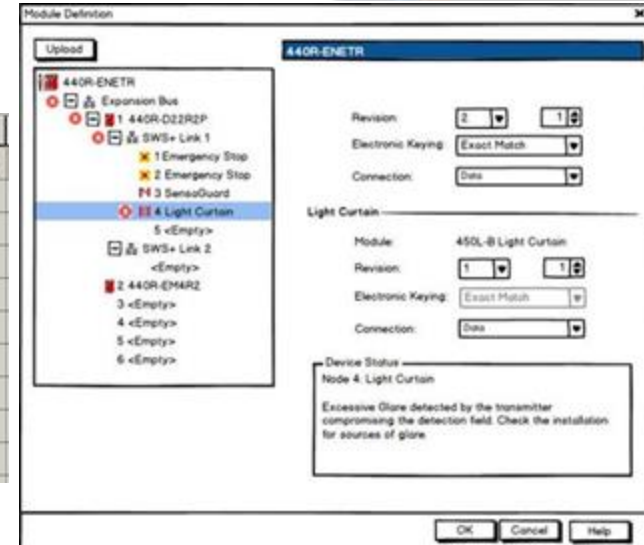 Module Definition
Upload
440R-ENETR
Expansion Bus
1 440R-D22R2P
SWS+ Link 1
1 Emergency Stop
2 Emergency Stop
3 SensaGuard
4 Light Curtain
5 <Empty>
SWS+ Link 2
<Empty>
2 440R-EM4R2
3 <Empty>
4 <Empty>
5 <Empty>
6 <Empty>
440R-ENETR
Revision: 2 1
Electronic Keying: Exact Match
Connection: Data
Light Curtain
Module: 450L-B Light Curtain
Revision: 1 1
Electronic Keying: Exact Match
Connection: Data
Device Status
Node 4: Light Curtain
Excessive Glare detected by the transmitter
compromising the detection field. Check the installation
for sources of glare
OK Cancel Help